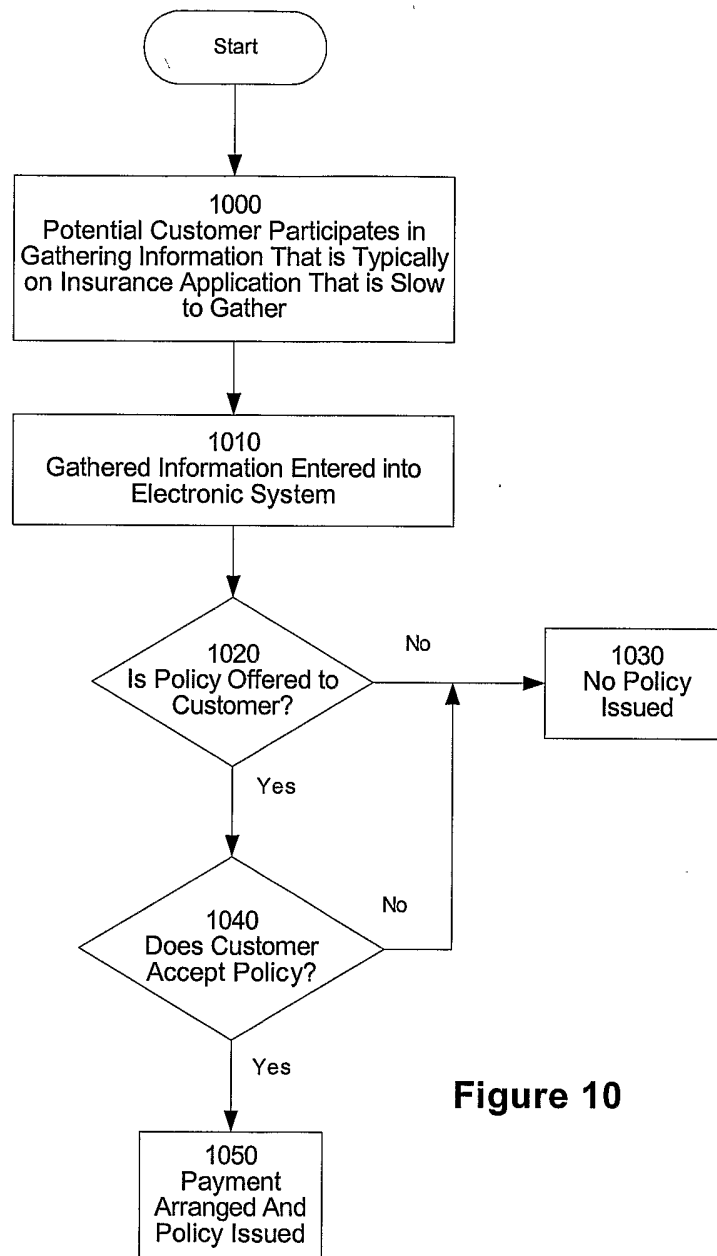 Start
1000
Potential Customer Participates in
Gathering Information That is Typically
on Insurance Application That is Slow
to Gather
1010
Gathered Information Entered into
Electronic System
1020
Is Policy Offered to
Customer?
No
1030
No Policy
Issued
Yes
1040
Does Customer
Accept Policy?
No
Yes
Figure 10
1050
Payment
Arranged And
Policy Issued